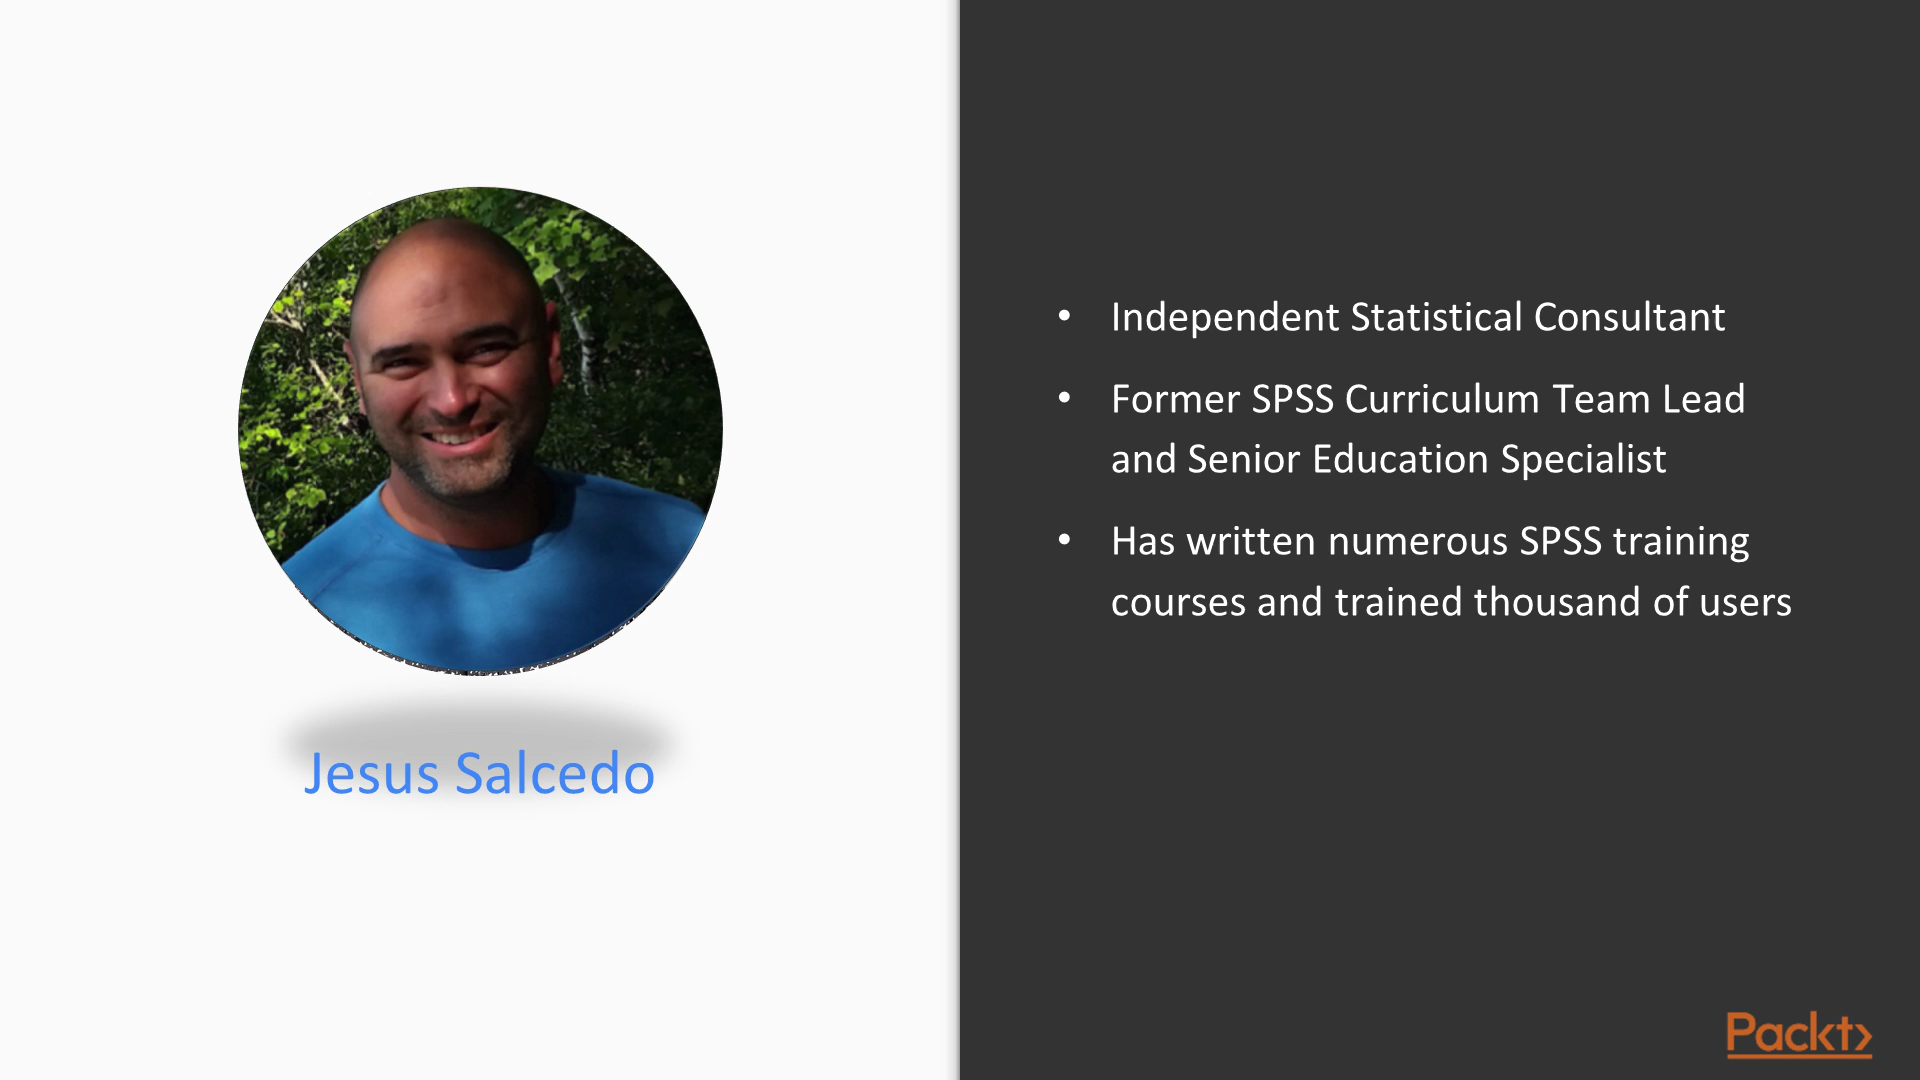 Jesus Salcedo
• Independent Statistical Consultant
• Former SPSS Curriculum Team Lead
and Senior Education Specialist
• Has written numerous SPSS training
courses and trained thousand of users
Packt>